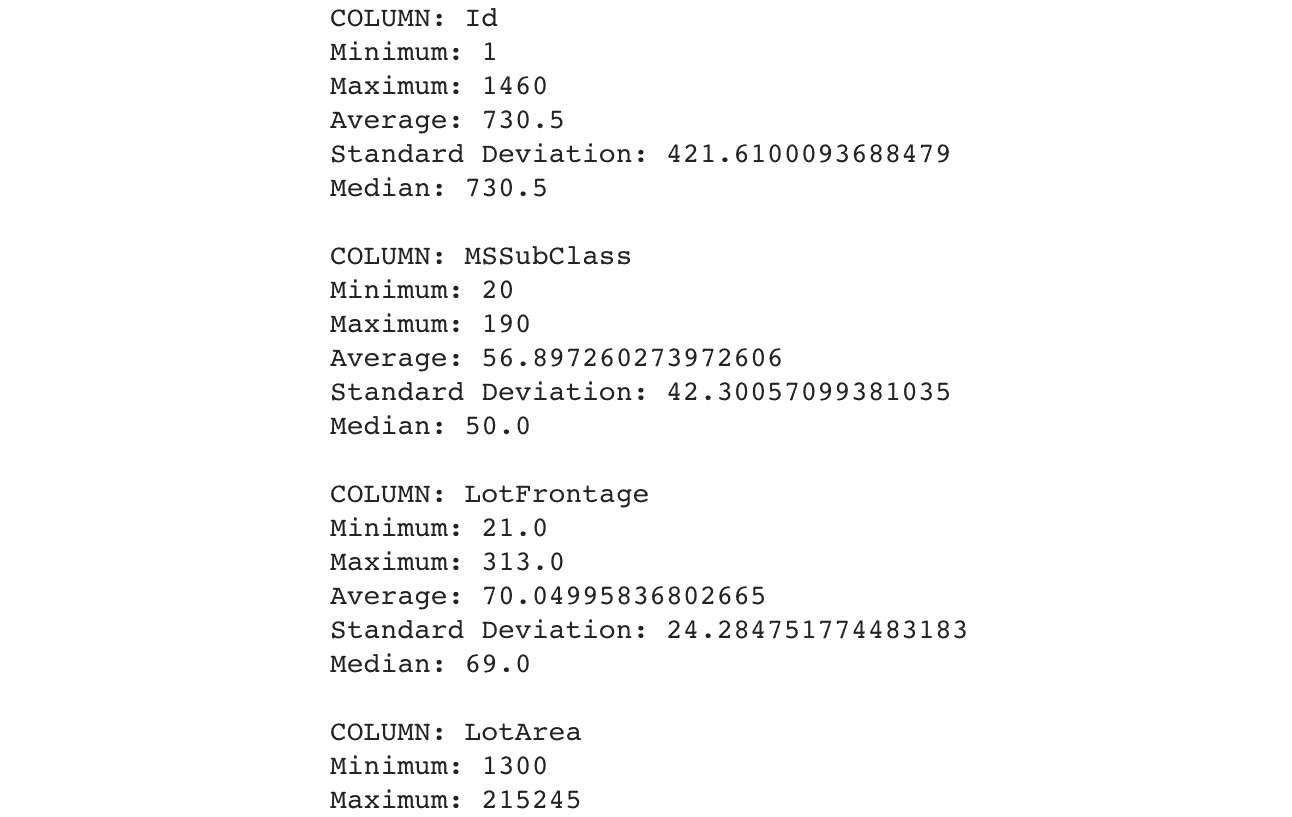 COLUMN: Id
Minimum: 1
Maximum: 1460
Average: 730.5
Standard Deviation: 421.6100093688479
Median: 730.5
COLUMN: MSSubClass
Minimum: 20
Maximum: 190
Average: 56.897260273972606
Standard Deviation: 42.30057099381035
Median: 50.0
COLUMN: LotFrontage
Minimum: 21.0
Maximum: 313.0
Average: 70.04995836802665
Standard Deviation: 24.284751774483183
Median: 69.0
COLUMN: LotArea
Minimum: 1300
Maximum: 215245